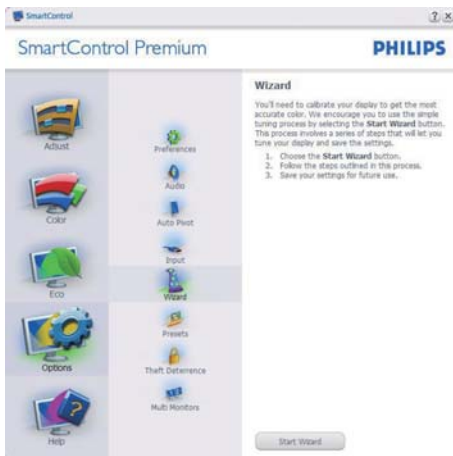 SmartControl
SmartControl Premium
PHILIPS
Adjust
Color
Eco
Options
Help
Preferences
Audio
Auto Pivot
Input
Wizard
Presets
Theft Deterrence
Multi Monitors
Wizard
You'll need to calibrate your display to get the most
accurate color. We encourage you to use the simple
tuning process by selecting the Start Wizard button.
This process involves a series of steps that will let you
tune your display and save the settings.
1. Choose the Start Wizard button.
2. Follow the steps outlined in this process.
3. Save your settings for future use.
Start Wizard